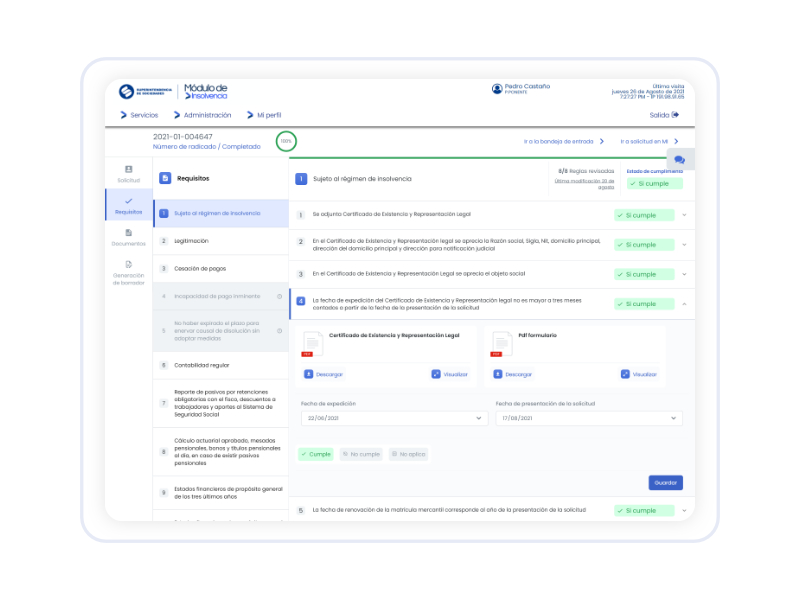 SUPERINTENDENCIA
DE SOCIEDADES
Módulo de
Insolvencia
Pedro Castaño
PONENTE
Última visita
jueves 26 de Agosto de 2021
Servicios
Administración
Mi perfil
Salida
2021-01-004647
Número de radicado / Completado
100%
Ir a la bandeja de entrada
Ir a solicitud en MI
Solicitud
Requisitos
Documentos
Generación
de borrador
Requisitos
1 Sujeto al régimen de insolvencia
2 Legitimación
3 Cesación de pagos
4 Incapacidad de pago inminente
5 No haber expirado el plazo para
enervar causal de disolución sin
adoptar medidas
6 Contabilidad regular
7 Reporte de pasivos por retenciones
obligatorias con el fisco, descuentos a
trabajadores y aportes al Sistema de
Seguridad Social
8 Cálculo actuarial aprobado, mesadas
pensionales, bonos y títulos pensionales
al día, en caso de existir pasivos
pensionales
9 Estados financieros de propósito general
de los tres últimos años
1 Sujeto al régimen de insolvencia
8/8 Reglas revisadas
Última modificación 20 de
agosto
Estado de cumplimiento
Si cumple
1 Se adjunta Certificado de Existencia y Representación Legal
Si cumple
2 En el Certificado de Existencia y Representación legal se aprecia la Razón social, Sigla, Nit, domicilio principal,
dirección del domicilio principal y dirección para notificación judicial
Si cumple
3 En el Certificado de Existencia y Representación Legal se aprecia el objeto social
Si cumple
4 La fecha de expedición del Certificado de Existencia y Representación legal no es mayor a tres meses
contados a partir de la fecha de la presentación de la solicitud
Si cumple
Certificado de Existencia y Representación Legal
PDF
Descargar
Visualizar
Pdf formulario
PDF
Descargar
Visualizar
Fecha de expedición
22/06/2021
Fecha de presentación de la solicitud
17/08/2021
Cumple
No cumple
No aplica
Guardar
5 La fecha de renovación de la matrícula mercantil corresponde al año de la presentación de la solicitud
Si cumple